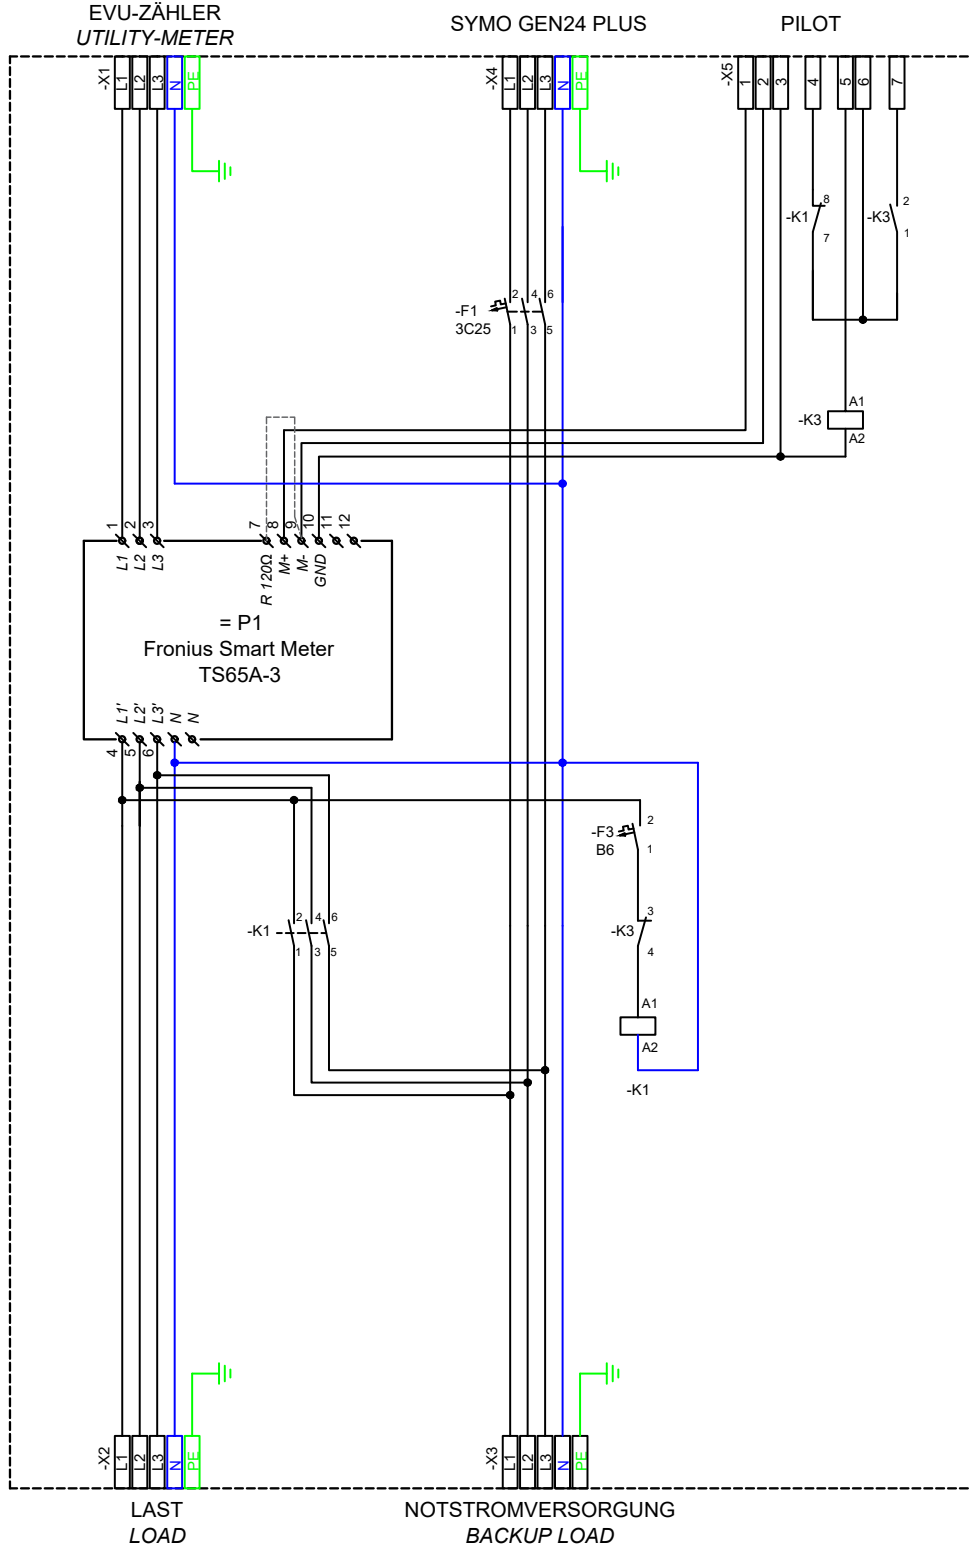 EVU-ZÄHLER
UTILITY-METER
SYMO GEN24 PLUS
PILOT
-X1 L1 L2 L3 N PE
-X4 L1 L2 L3 N PE
-X5 1 2 3 4 5 6 7
-K1 8 7
-K3 2 1
-F1
3C25
2 4 6
1 3 5
-K3 A1
A2
1 2 3
7 8 9 10 11 12
L1 L2 L3
R 120Ω M+ M- GND
= P1
Fronius Smart Meter
TS65A-3
L1' L2' L3' N N
4 5 6
-F3
B6
2
1
-K1
2 4 6
1 3 5
-K3
3
4
A1
A2
-K1
-X2 L1 L2 L3 N PE
-X3 L1 L2 L3 N PE
LAST
LOAD
NOTSTROMVERSORGUNG
BACKUP LOAD